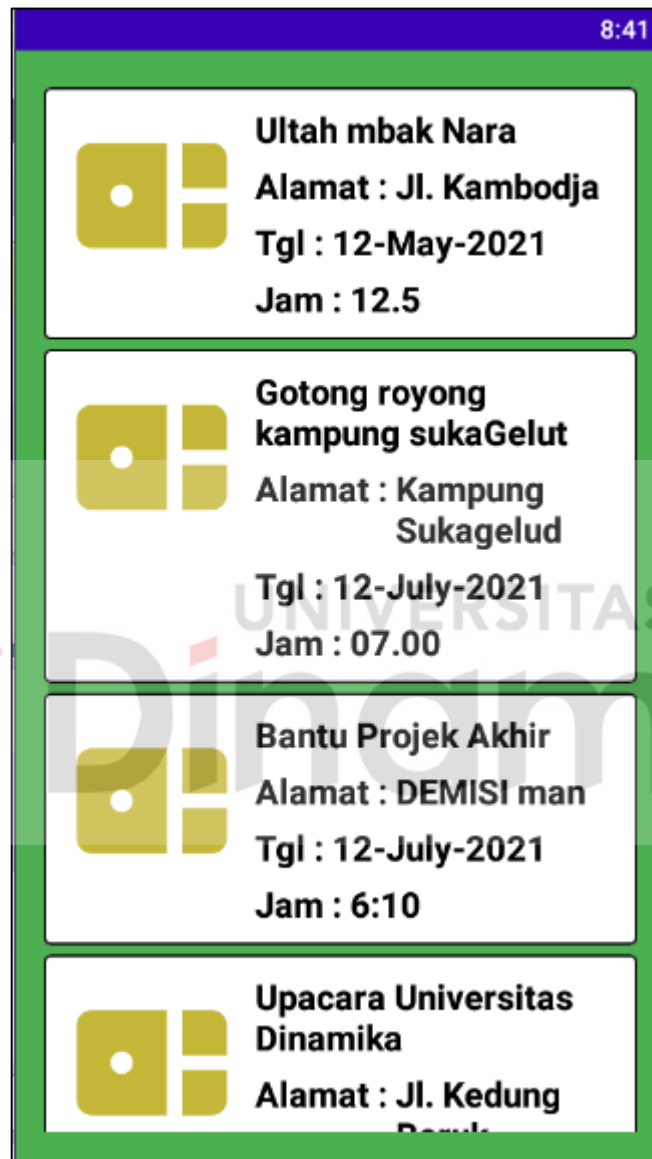 8:41
Ultah mbak Nara
Alamat : Jl. Kambodja
Tgl : 12-May-2021
Jam : 12.5
Gotong royong
kampung sukaGelut
Alamat : Kampung
Sukagelud
Tgl : 12-July-2021
UNIVERSITAS
Jam : 07.00
Dinam
Bantu Projek Akhir
Alamat : DEMISI man
Tgl : 12-July-2021
Jam : 6:10
Upacara Universitas
Dinamika
Alamat : Jl. Kedung